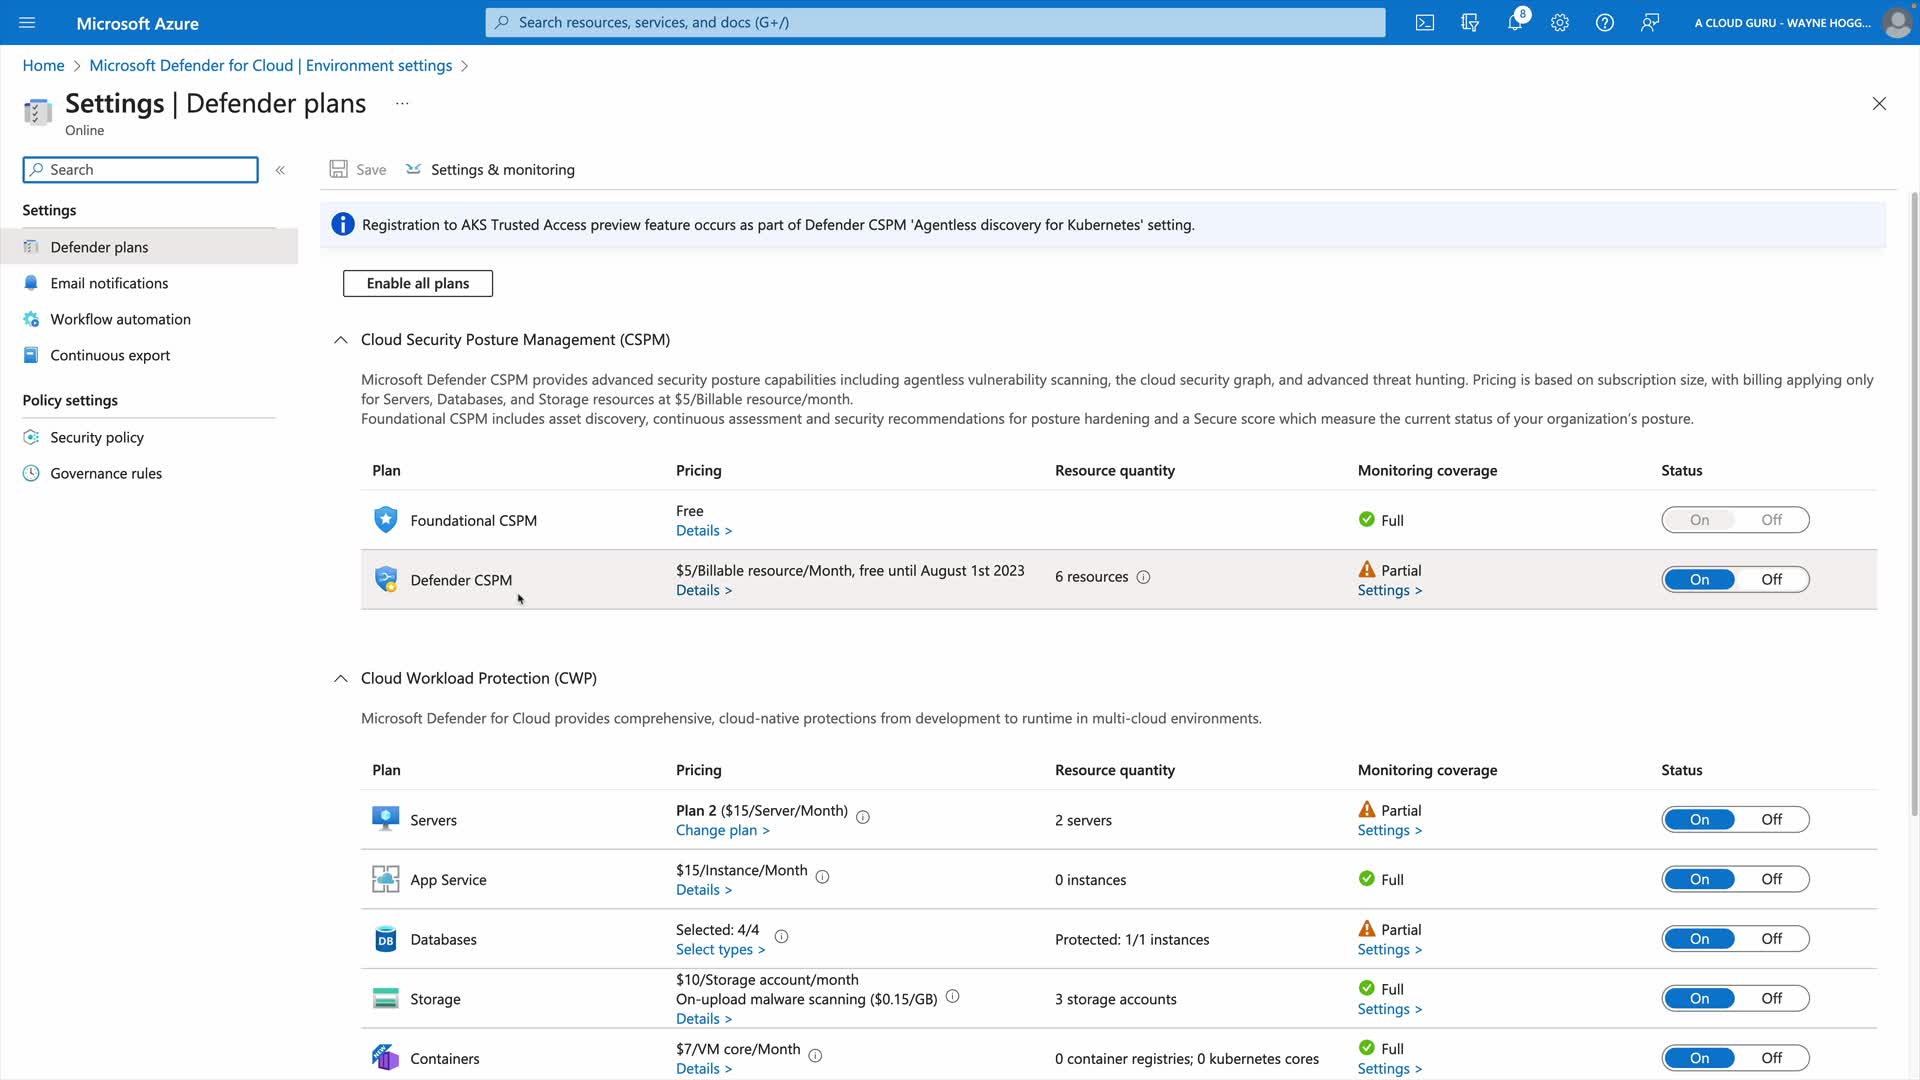 Microsoft Azure
Search resources, services, and docs (G+/)
8
A CLOUD GURU - WAYNE HOGG...
Home > Microsoft Defender for Cloud | Environment settings >
Settings | Defender plans ...
Online
Search
«
Save
Settings & monitoring
Settings
Defender plans
Email notifications
Workflow automation
Continuous export
Policy settings
Security policy
Governance rules
Registration to AKS Trusted Access preview feature occurs as part of Defender CSPM 'Agentless discovery for Kubernetes' setting.
Enable all plans
Cloud Security Posture Management (CSPM)
Microsoft Defender CSPM provides advanced security posture capabilities including agentless vulnerability scanning, the cloud security graph, and advanced threat hunting. Pricing is based on subscription size, with billing applying only
for Servers, Databases, and Storage resources at $5/Billable resource/month.
Foundational CSPM includes asset discovery, continuous assessment and security recommendations for posture hardening and a Secure score which measure the current status of your organization's posture.
Plan Pricing Resource quantity Monitoring coverage Status
Foundational CSPM Free Full On Off
Details >
Defender CSPM $5/Billable resource/Month, free until August 1st 2023 6 resources Partial On Off
Details > Settings >
Cloud Workload Protection (CWP)
Microsoft Defender for Cloud provides comprehensive, cloud-native protections from development to runtime in multi-cloud environments.
Plan Pricing Resource quantity Monitoring coverage Status
Servers Plan 2 ($15/Server/Month) 2 servers Partial On Off
Change plan > Settings >
App Service $15/Instance/Month 0 instances Full On Off
Details >
DB Databases Selected: 4/4 Protected: 1/1 instances Partial On Off
Select types > Settings >
$10/Storage account/month
Storage On-upload malware scanning ($0.15/GB) 3 storage accounts Full On Off
Details > Settings >
NEW Containers $7/VM core/Month 0 container registries; 0 kubernetes cores Full On Off
Details > Settings >